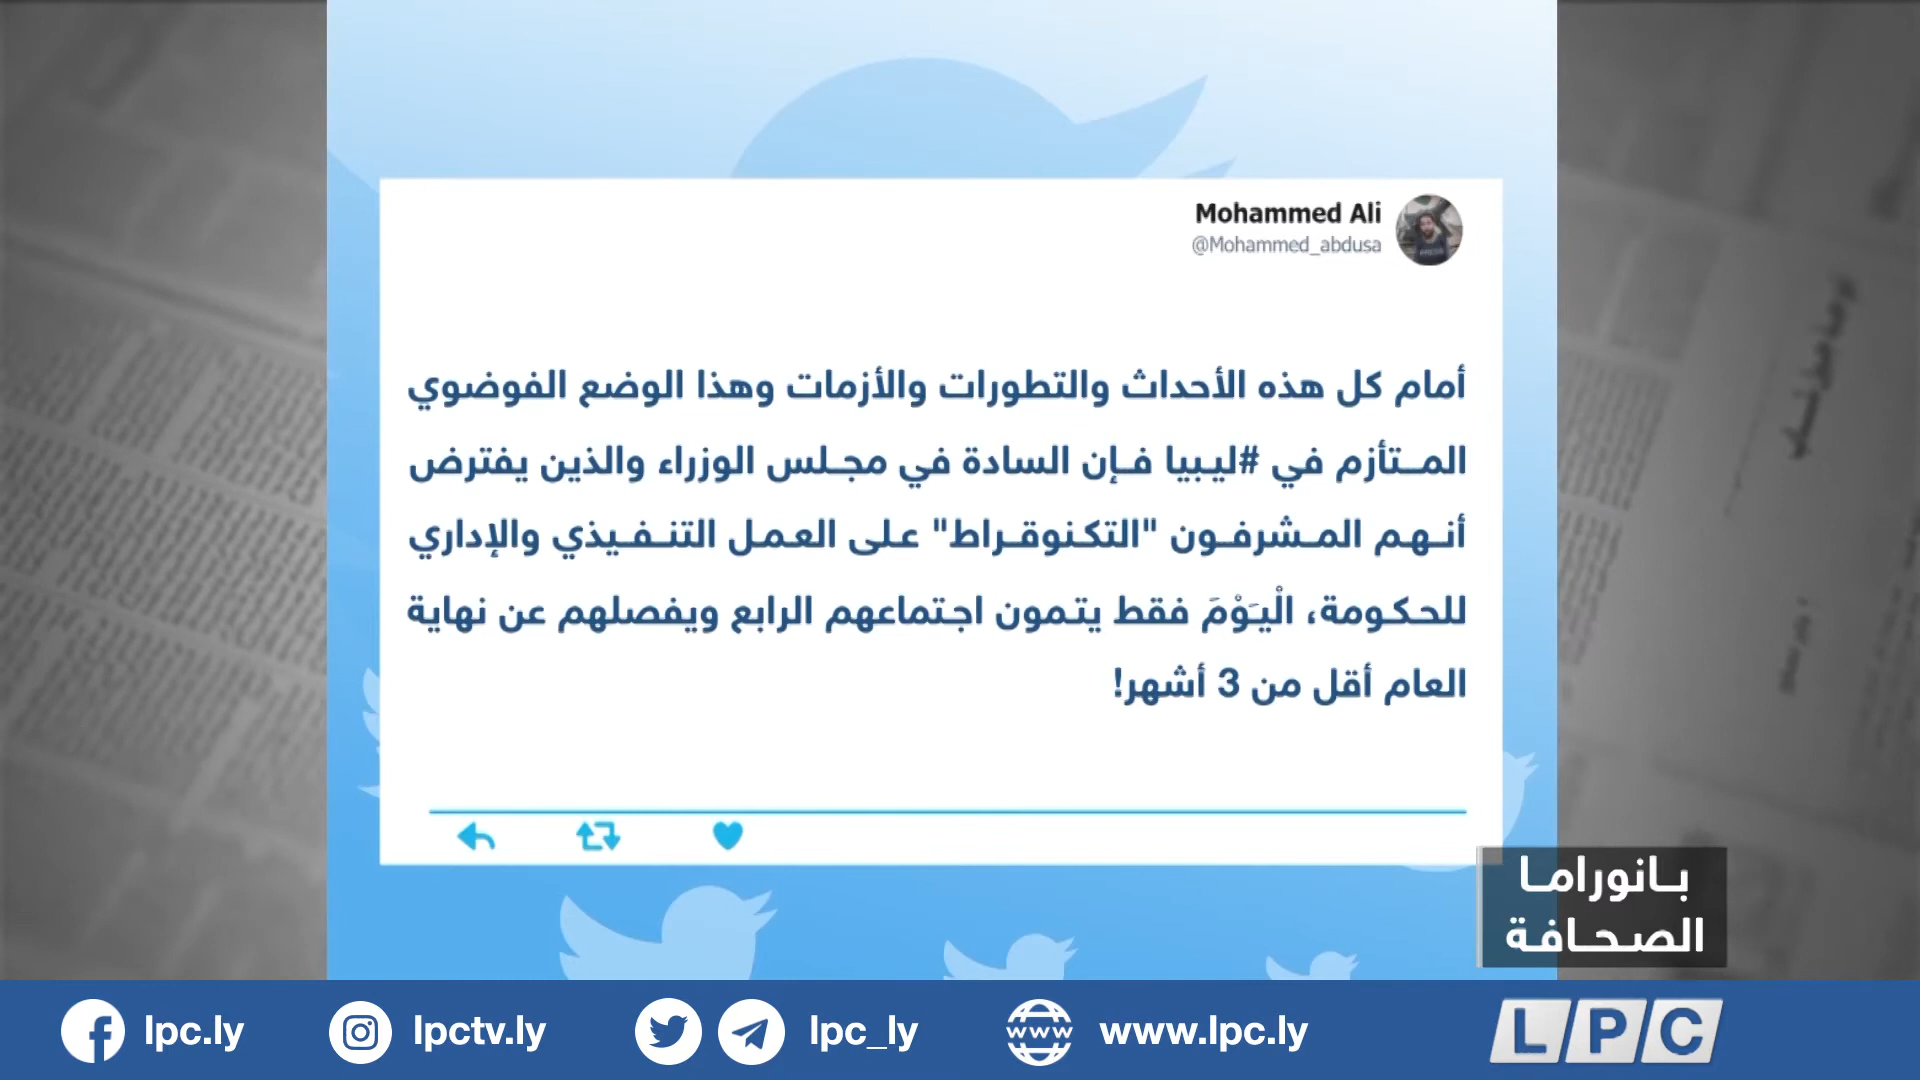 Mohammed Ali
@Mohammed_abdusa
أمام كل هذه الأحداث والتطورات والأزمات وهذا الوضع الفوضوي
المـتأزم في #ليبيا فإن السادة في مجلس الوزراء والذين يفترض
أنهم المشرفون "التكنوقراط" على العمل التنفيذي والإداري
للحكومة، الْيَوْمَ فقط يتمون اجتماعهم الرابع ويفصلهم عن نهاية
العام أقل من 3 أشهر!
بانوراما
الصحافة
lpc.ly
lpctv.ly
lpc_ly
www
www.lpc.ly
LPC